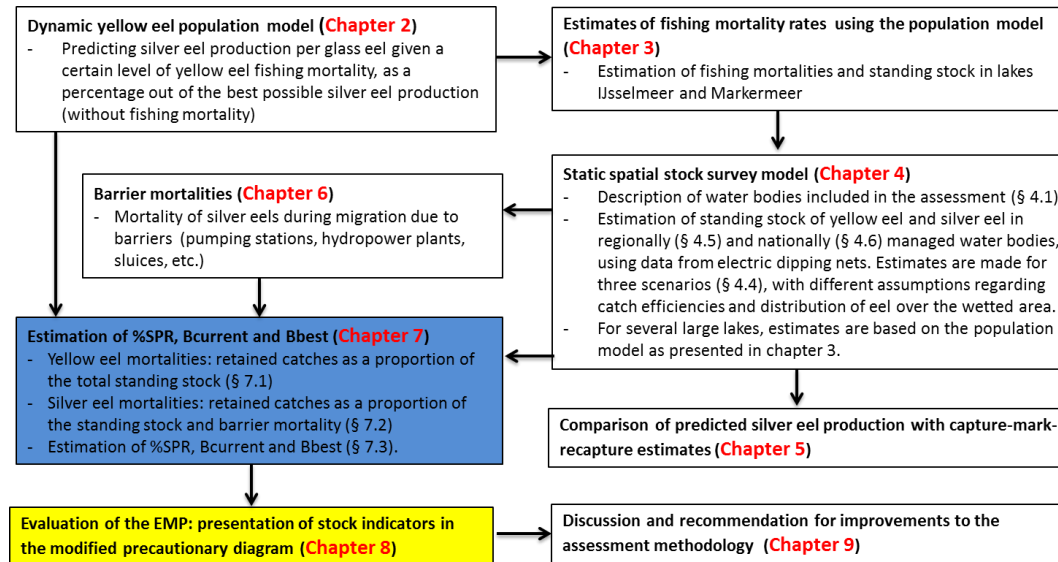 Dynamic yellow eel population model (Chapter 2)
- Predicting silver eel production per glass eel given a
certain level of yellow eel fishing mortality, as a
percentage out of the best possible silver eel production
(without fishing mortality)
Estimates of fishing mortality rates using the population model
(Chapter 3)
- Estimation of fishing mortalities and standing stock in lakes
IJsselmeer and Markermeer
Barrier mortalities (Chapter 6)
- Mortality of silver eels during migration due to
barriers (pumping stations, hydropower plants,
sluices, etc.)
Static spatial stock survey model (Chapter 4)
- Description of water bodies included in the assessment (§ 4.1)
- Estimation of standing stock of yellow eel and silver eel in
regionally (§ 4.5) and nationally (§ 4.6) managed water bodies,
using data from electric dipping nets. Estimates are made for
three scenarios (§ 4.4), with different assumptions regarding
catch efficiencies and distribution of eel over the wetted area.
- For several large lakes, estimates are based on the population
model as presented in chapter 3.
Estimation of %SPR, Bcurrent and Bbest (Chapter 7)
- Yellow eel mortalities: retained catches as a proportion of
the total standing stock (§ 7.1)
- Silver eel mortalities: retained catches as a proportion of
the standing stock and barrier mortality (§ 7.2)
- Estimation of %SPR, Bcurrent and Bbest (§ 7.3).
Comparison of predicted silver eel production with capture-mark-
recapture estimates (Chapter 5)
Evaluation of the EMP: presentation of stock indicators in
the modified precautionary diagram (Chapter 8)
Discussion and recommendation for improvements to the
assessment methodology (Chapter 9)